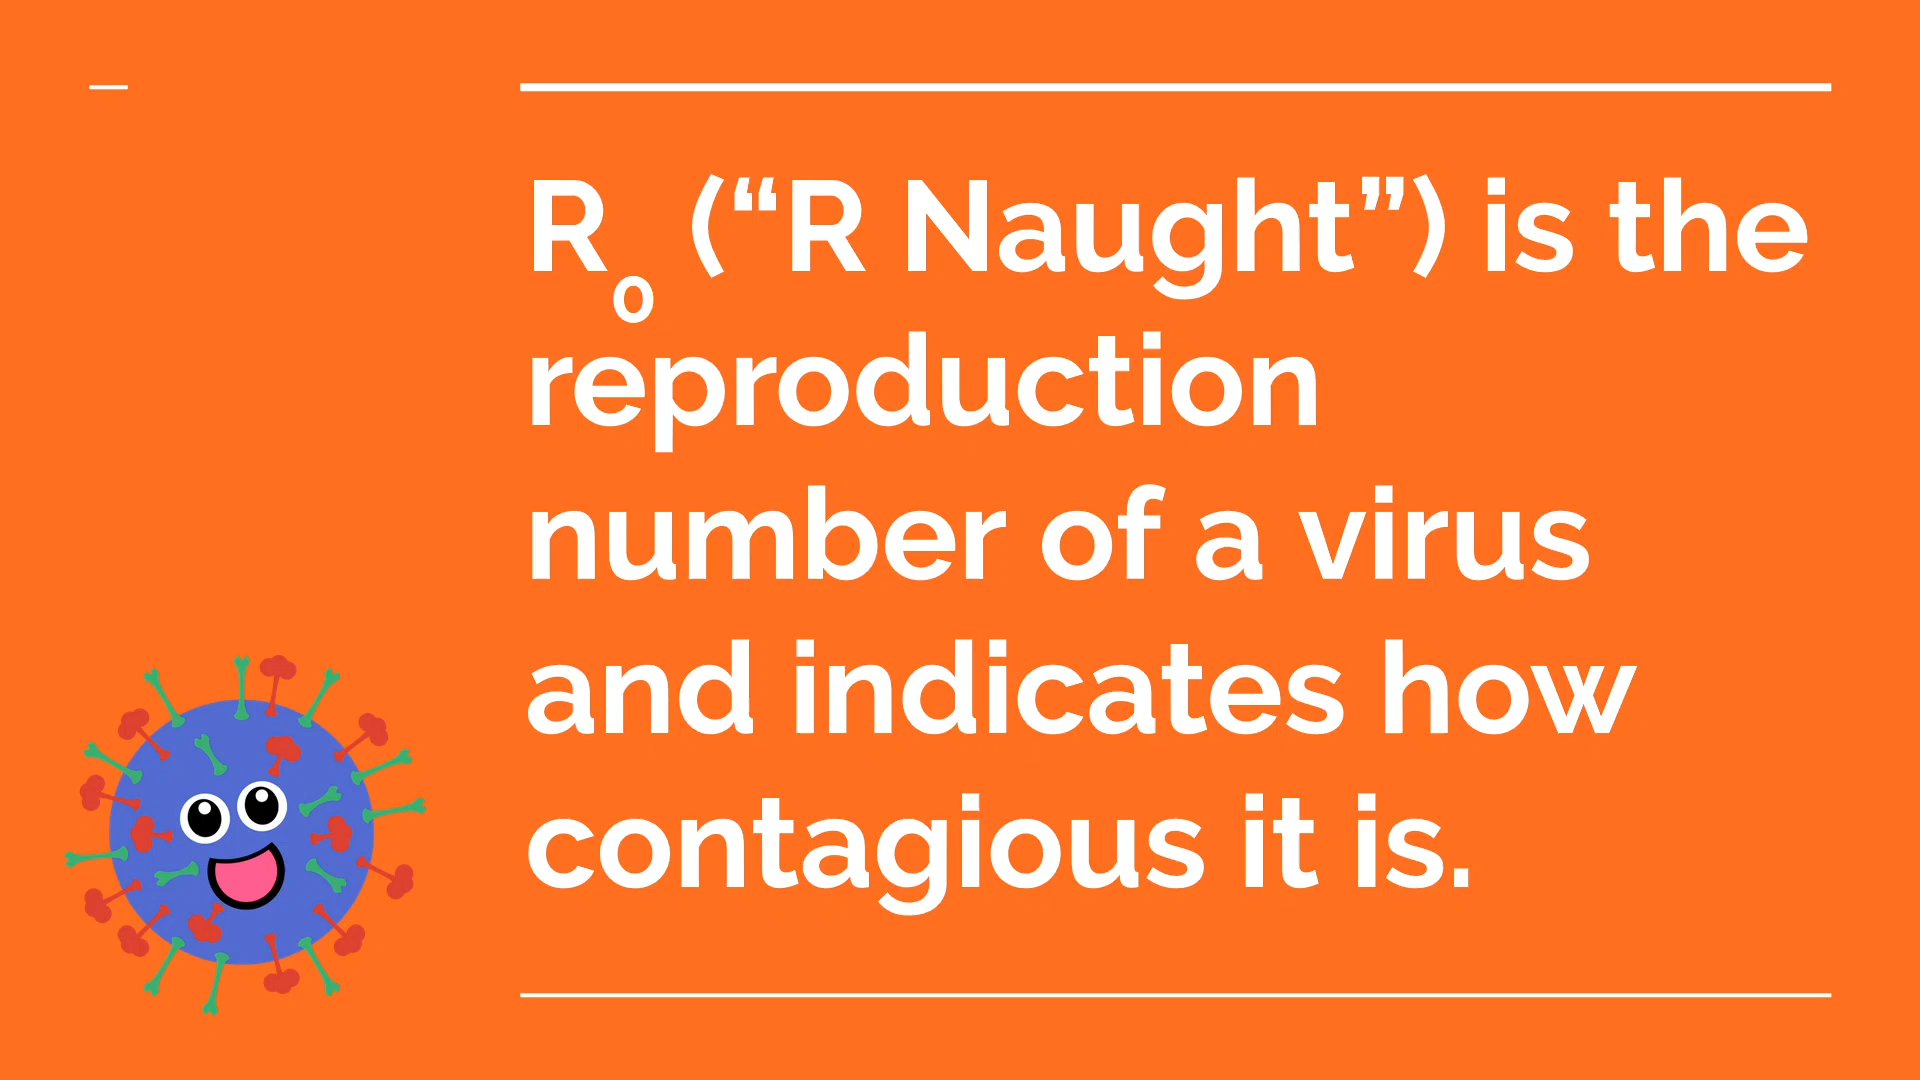 R₀ (“R Naught”) is the
reproduction
number of a virus
and indicates how
contagious it is.